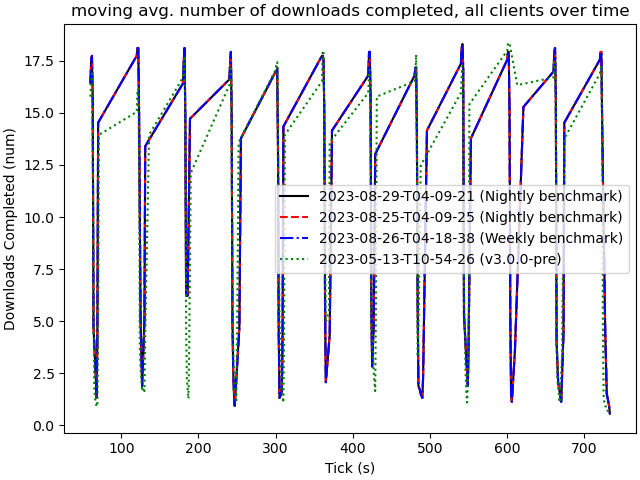 moving avg. number of downloads completed, all clients over time
Downloads Completed (num)
17.5
15.0
12.5
10.0
7.5
5.0
2.5
0.0
2023-08-29-T04-09-21 (Nightly benchmark)
2023-08-25-T04-09-25 (Nightly benchmark)
2023-08-26-T04-18-38 (Weekly benchmark)
2023-05-13-T10-54-26 (v3.0.0-pre)
100 200 300 400 500 600 700
Tick (s)